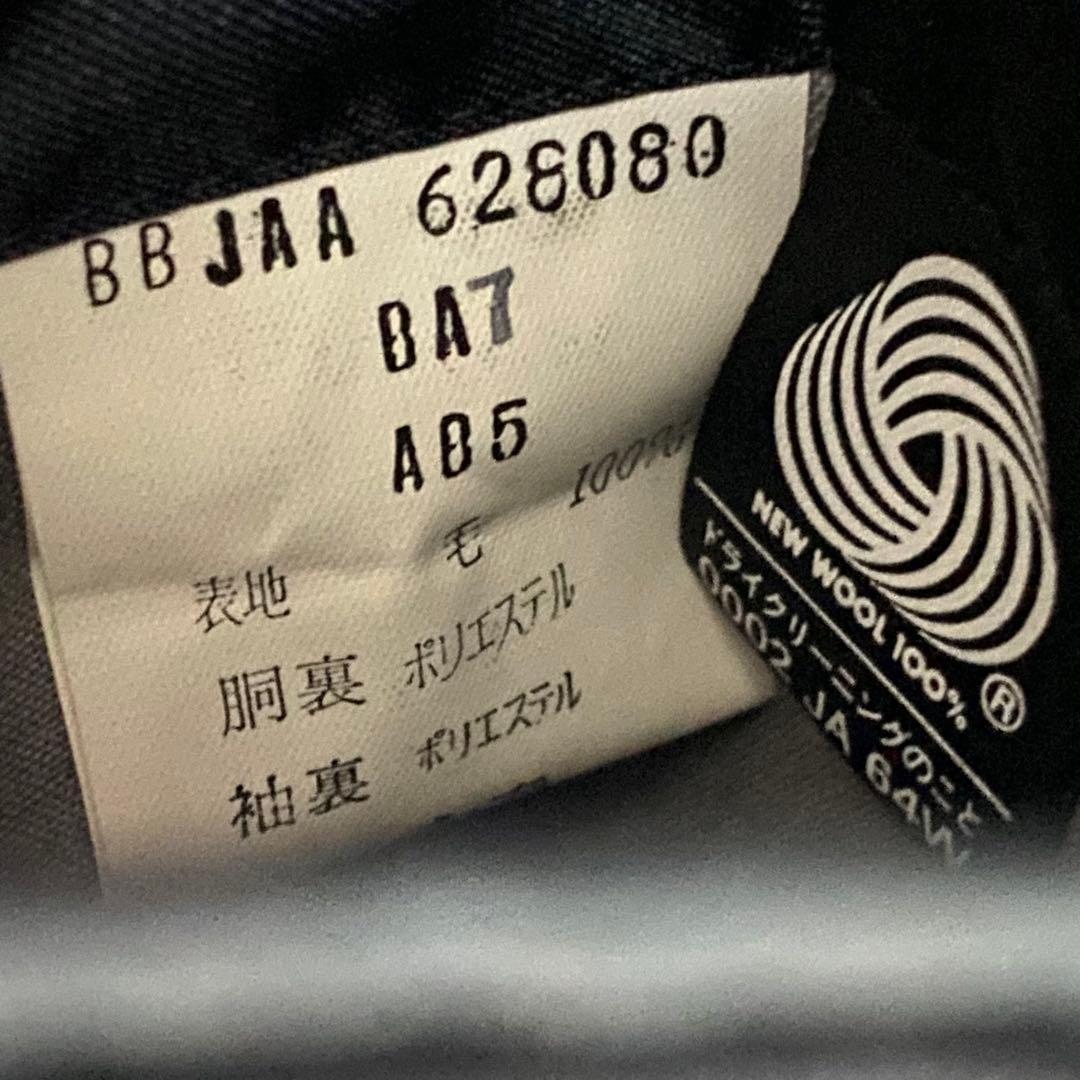 BBJAA 628080
BA7
AB5
表地 毛 100%
胴裏 ポリエステル
袖裏 ポリエステル
NEW WOOL 100%
®
ドライクリーニングのこと
0002 JA 64W